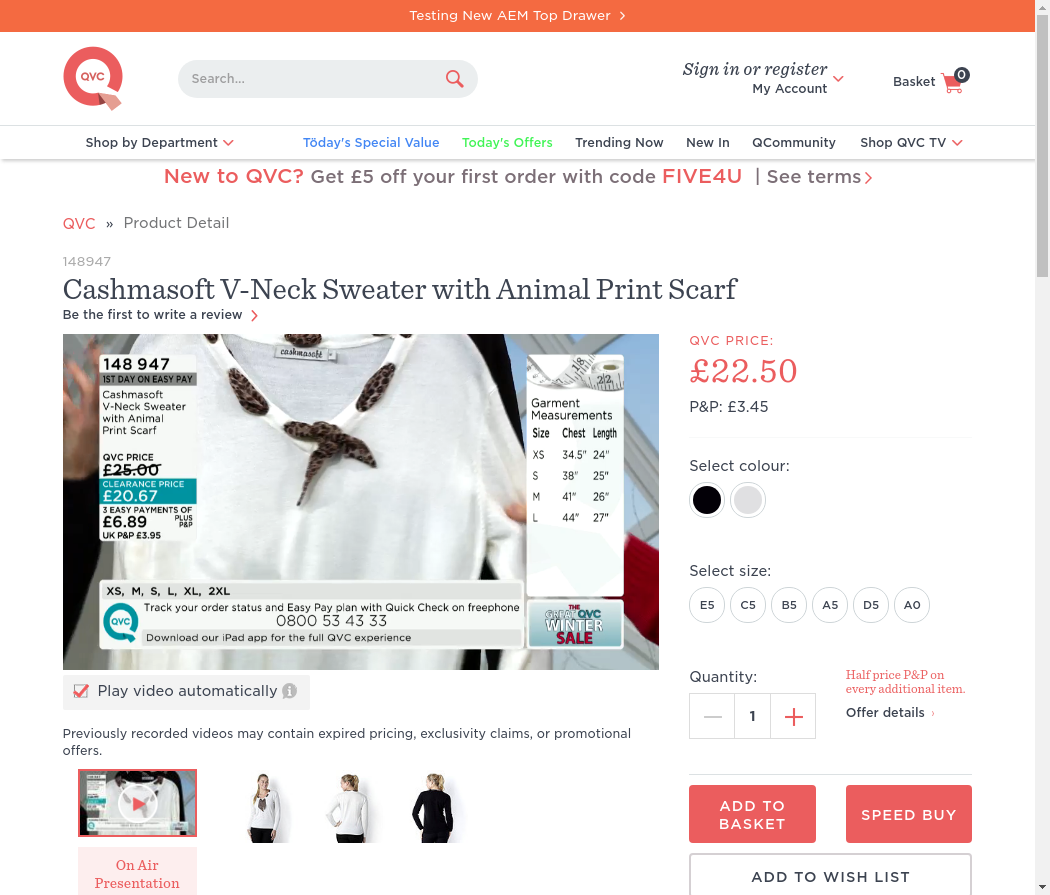 Testing New AEM Top Drawer
QVC
Search...
Sign in or register
My Account
Basket
0
Shop by Department
Töday's Special Value
Today's Offers
Trending Now
New In
QCommunity
Shop QVC TV
New to QVC? Get £5 off your first order with code FIVE4U | See terms
QVC » Product Detail
148947
Cashmasoft V-Neck Sweater with Animal Print Scarf
Be the first to write a review
cashmasoft
148 947
1ST DAY ON EASY PAY
Cashmasoft
V-Neck Sweater
with Animal
Print Scarf
QVC PRICE
£25.00
CLEARANCE PRICE
£20.67
3 EASY PAYMENTS OF
£6.89 PLUS P&P
UK P&P £3.95
Garment
Measurements
Size Chest Length
XS 34.5" 24"
S 38" 25"
M 41" 26"
L 44" 27"
XS, M, S, L, XL, 2XL
QVC
Track your order status and Easy Pay plan with Quick Check on freephone
0800 53 43 33
Download our iPad app for the full QVC experience
THE
GREAT QVC
WINTER
SALE
Play video automatically
Previously recorded videos may contain expired pricing, exclusivity claims, or promotional
offers.
On Air
Presentation
QVC PRICE:
£22.50
P&P: £3.45
Select colour:
Select size:
E5 C5 B5 A5 D5 A0
Quantity:
1
Half price P&P on
every additional item.
Offer details
ADD TO
BASKET
SPEED BUY
ADD TO WISH LIST